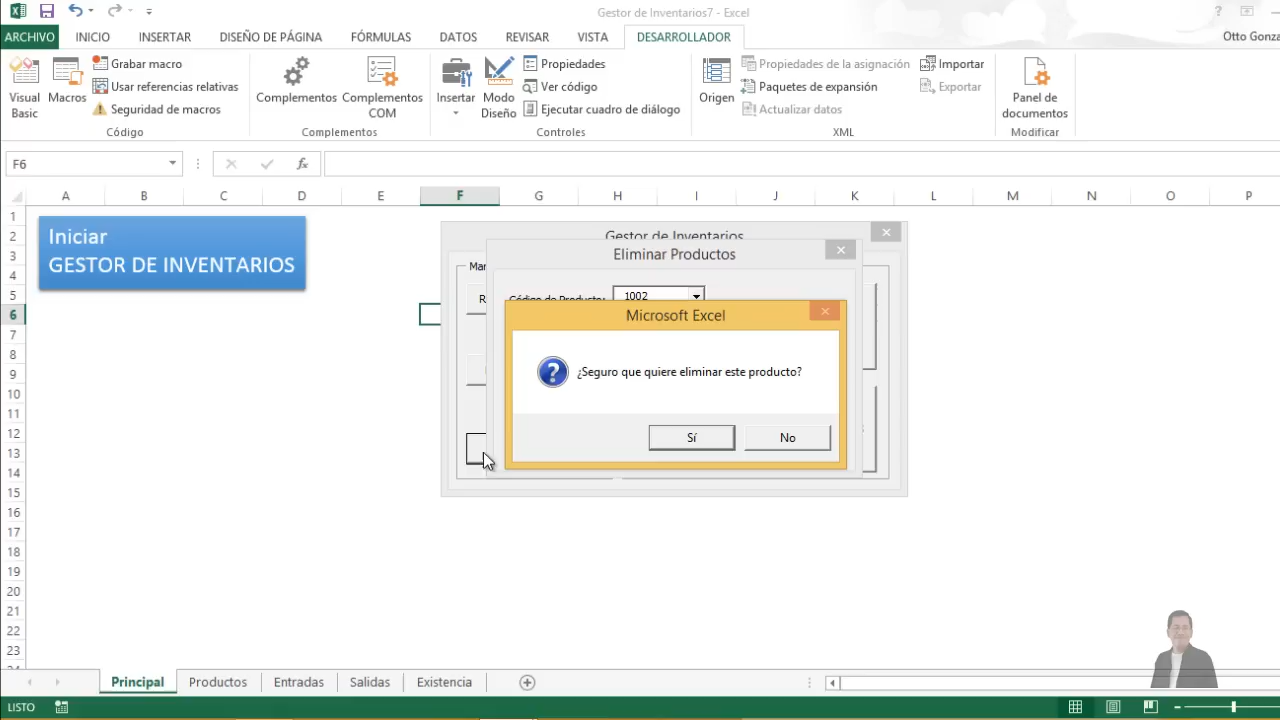 Gestor de Inventarios7 - Excel
?
ARCHIVO INICIO INSERTAR DISEÑO DE PÁGINA FÓRMULAS DATOS REVISAR VISTA DESARROLLADOR Otto Gonza
Visual Basic
Macros
Grabar macro
Usar referencias relativas
Seguridad de macros
Código
Complementos
Complementos COM
Complementos
Insertar
Modo Diseño
Propiedades
Ver código
Ejecutar cuadro de diálogo
Controles
Origen
Propiedades de la asignación
Paquetes de expansión
Actualizar datos
Importar
Exportar
XML
Panel de documentos
Modificar
F6
fx
A B C D E F G H I J K L M N O P
1
2
3
4
5
6
7
8
9
10
11
12
13
14
15
16
17
18
19
20
21
22
23
Iniciar
GESTOR DE INVENTARIOS
Gestor de Inventarios
Mar
R
Eliminar Productos
Código de Producto: 1002
Microsoft Excel
¿Seguro que quiere eliminar este producto?
Sí No
Principal Productos Entradas Salidas Existencia
LISTO